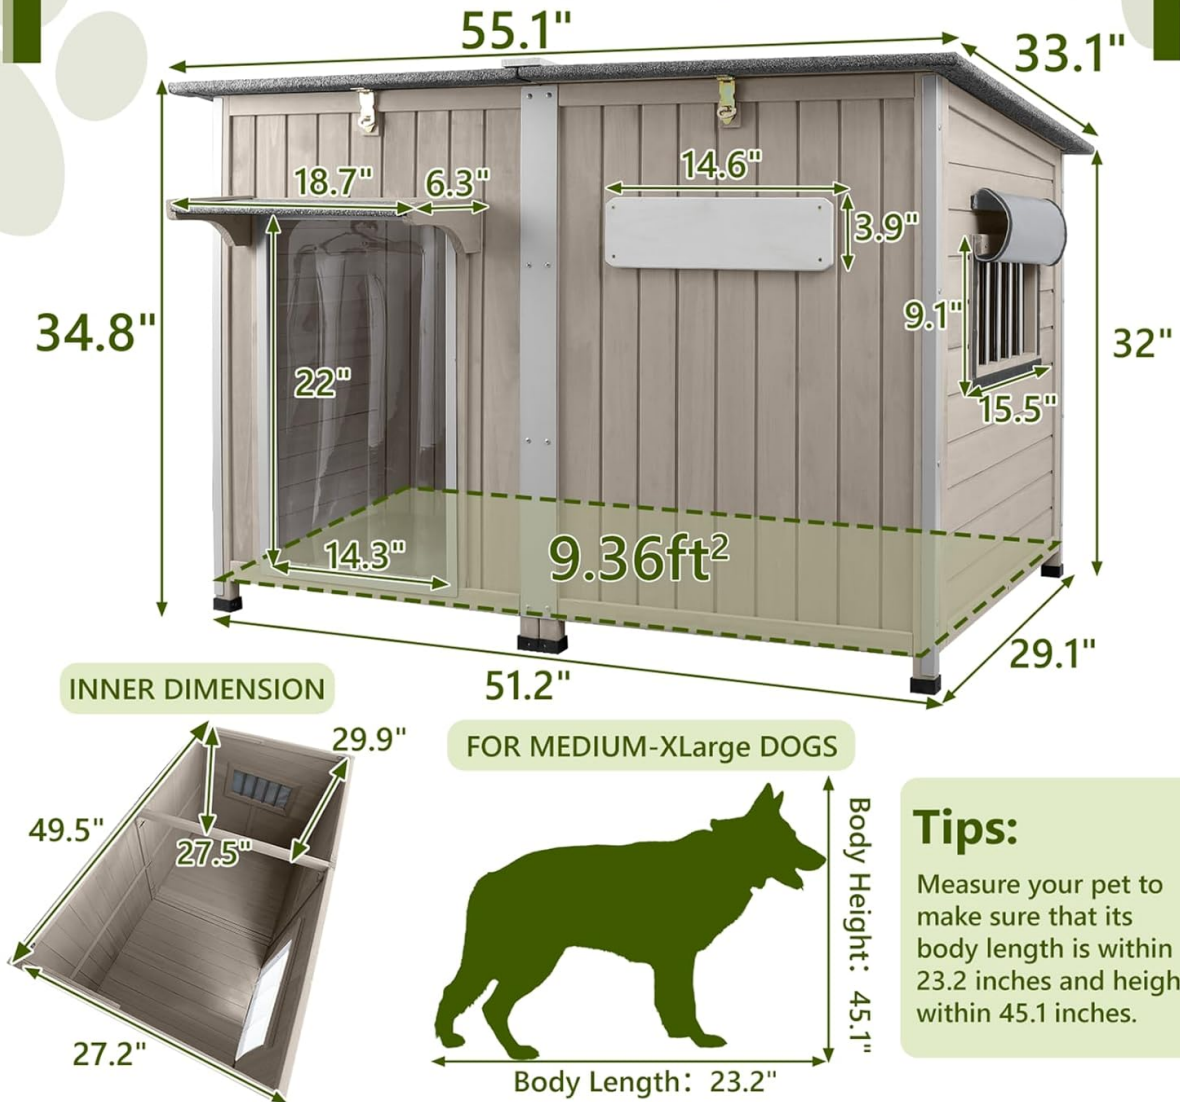 55.1"
33.1"
14.6"
18.7"
6.3"
3.9"
9.1"
34.8"
32"
22"
15.5"
14.3"
9.36ft²
29.1"
51.2"
INNER DIMENSION
29.9"
49.5"
27.5"
27.2"
FOR MEDIUM-XLarge DOGS
Body Height: 45.1"
Body Length: 23.2"
Tips:
Measure your pet to
make sure that its
body length is within
23.2 inches and heigh
within 45.1 inches.